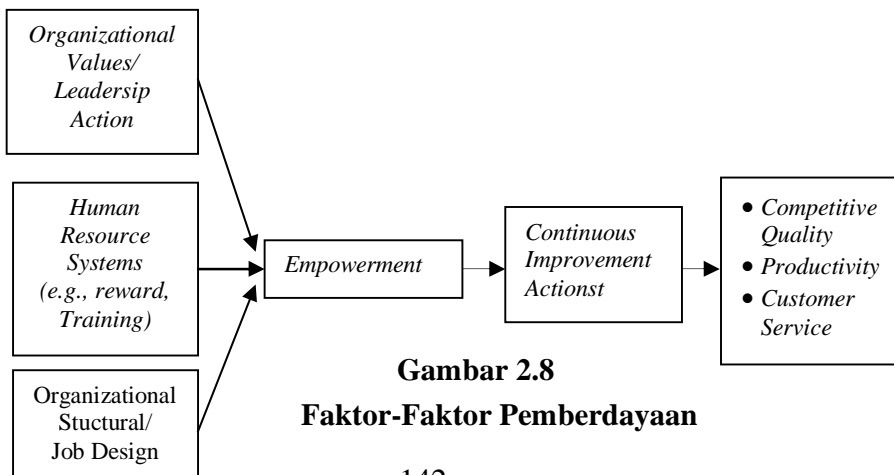 Organizational
Values/
Leadersip
Action
Human
Resource
Systems
(e.g., reward,
Training)
Organizational
Stuctural/
Job Design
Empowerment
Continuous
Improvement
Actionst
• Competitive
Quality
• Productivity
• Customer
Service
Gambar 2.8
Faktor-Faktor Pemberdayaan
142